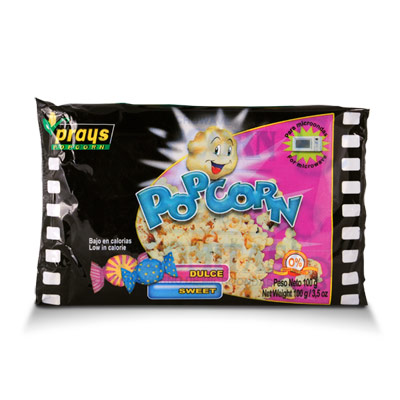 prays
POPCORN
Para microondas
For microwave
POPCORN
Bajo en calorías
Low in calorie
DULCE
SWEET
0%
Peso Neto 100 g
Net Weight 100 g / 3,5 oz